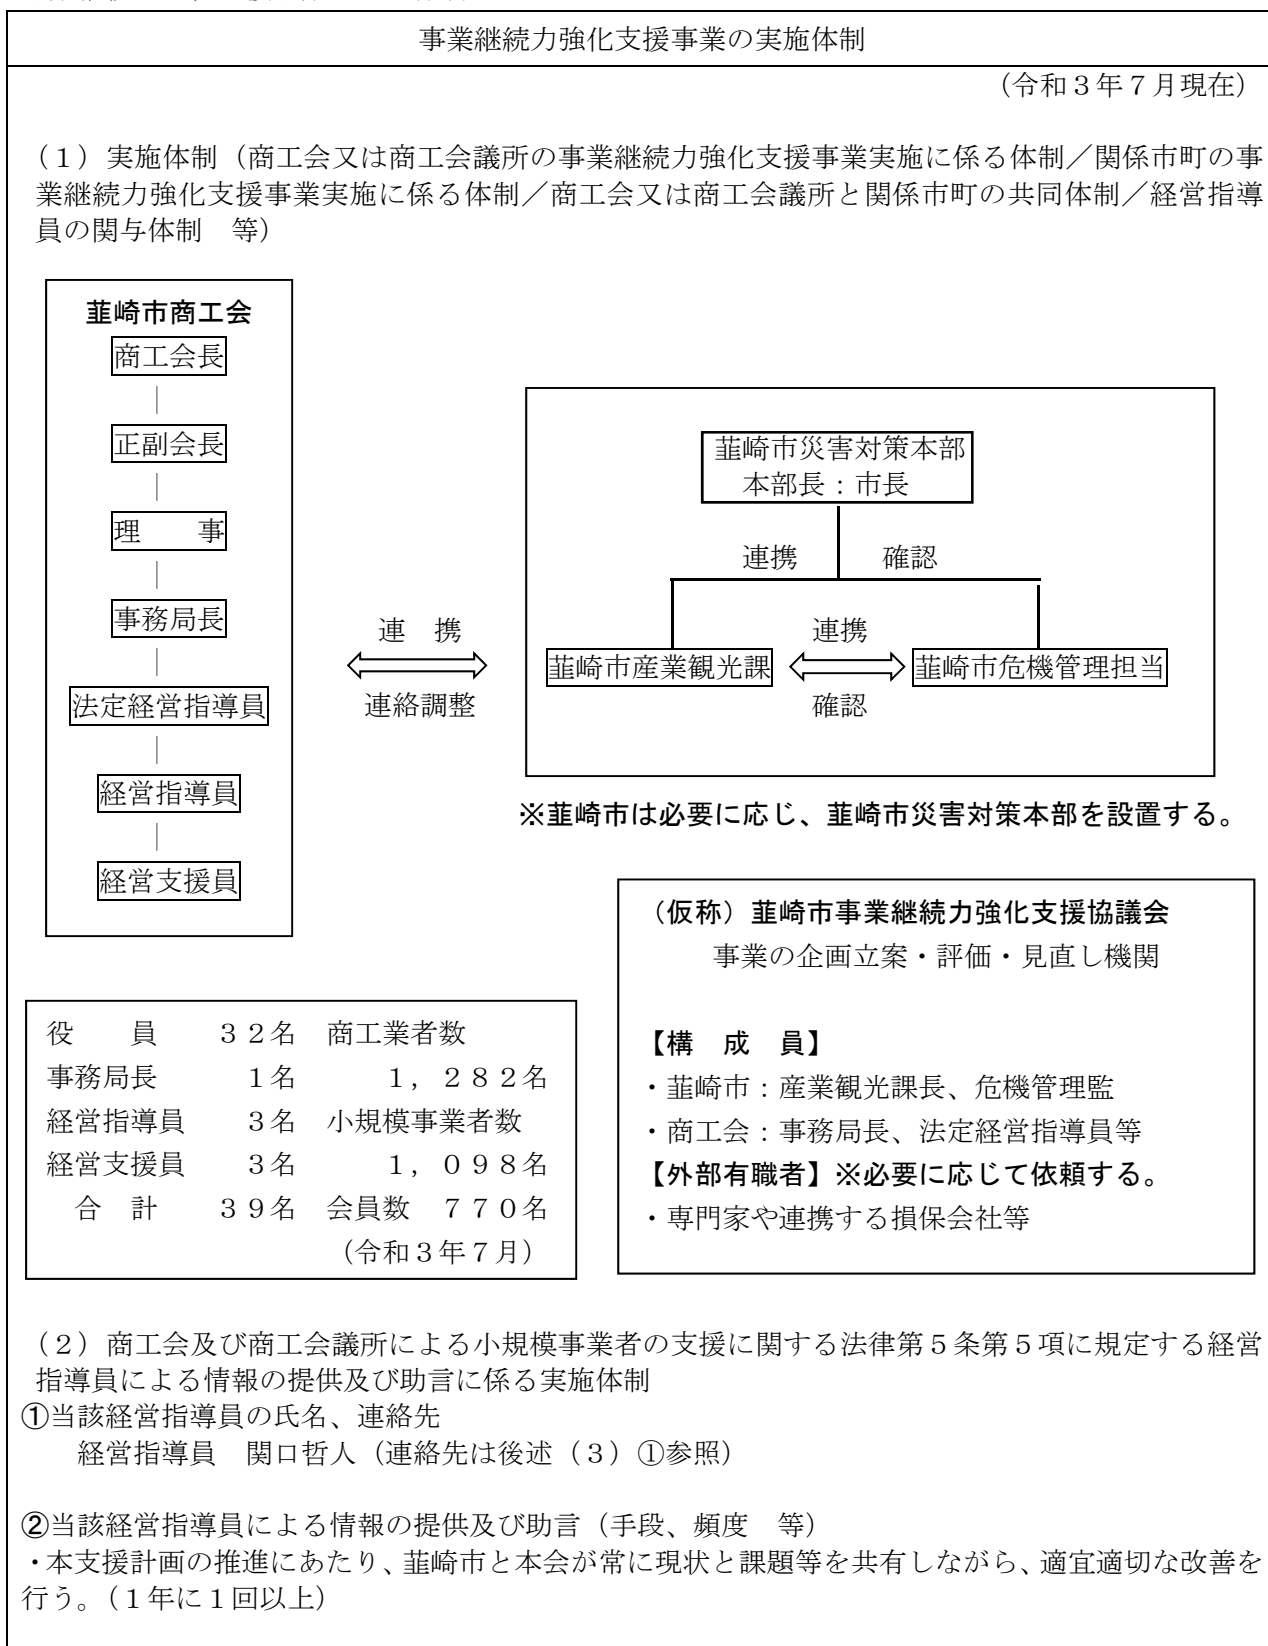 事業継続力強化支援事業の実施体制
（令和３年７月現在）
（１）実施体制（商工会又は商工会議所の事業継続力強化支援事業実施に係る体制／関係市町の事
業継続力強化支援事業実施に係る体制／商工会又は商工会議所と関係市町の共同体制／経営指導
員の関与体制　等）
韮崎市商工会
商工会長
｜
正副会長
｜
理　　事
｜
事務局長
｜
法定経営指導員
｜
経営指導員
｜
経営支援員
連　携
連絡調整
韮崎市災害対策本部
本部長：市長
連携　　　確認
韮崎市産業観光課
連携
確認
韮崎市危機管理担当
※韮崎市は必要に応じ、韮崎市災害対策本部を設置する。
役　　員　　３２名　商工業者数
事務局長　　　１名　　　１，２８２名
経営指導員　　３名　小規模事業者数
経営支援員　　３名　　　１，０９８名
合　計　　３９名　会員数　７７０名
（令和３年７月）
（仮称）韮崎市事業継続力強化支援協議会
事業の企画立案・評価・見直し機関
【構　成　員】
・韮崎市：産業観光課長、危機管理監
・商工会：事務局長、法定経営指導員等
【外部有職者】※必要に応じて依頼する。
・専門家や連携する損保会社等
（２）商工会及び商工会議所による小規模事業者の支援に関する法律第５条第５項に規定する経営
指導員による情報の提供及び助言に係る実施体制
①当該経営指導員の氏名、連絡先
経営指導員　関口哲人（連絡先は後述（３）①参照）
②当該経営指導員による情報の提供及び助言（手段、頻度　等）
・本支援計画の推進にあたり、韮崎市と本会が常に現状と課題等を共有しながら、適宜適切な改善を
行う。（１年に１回以上）